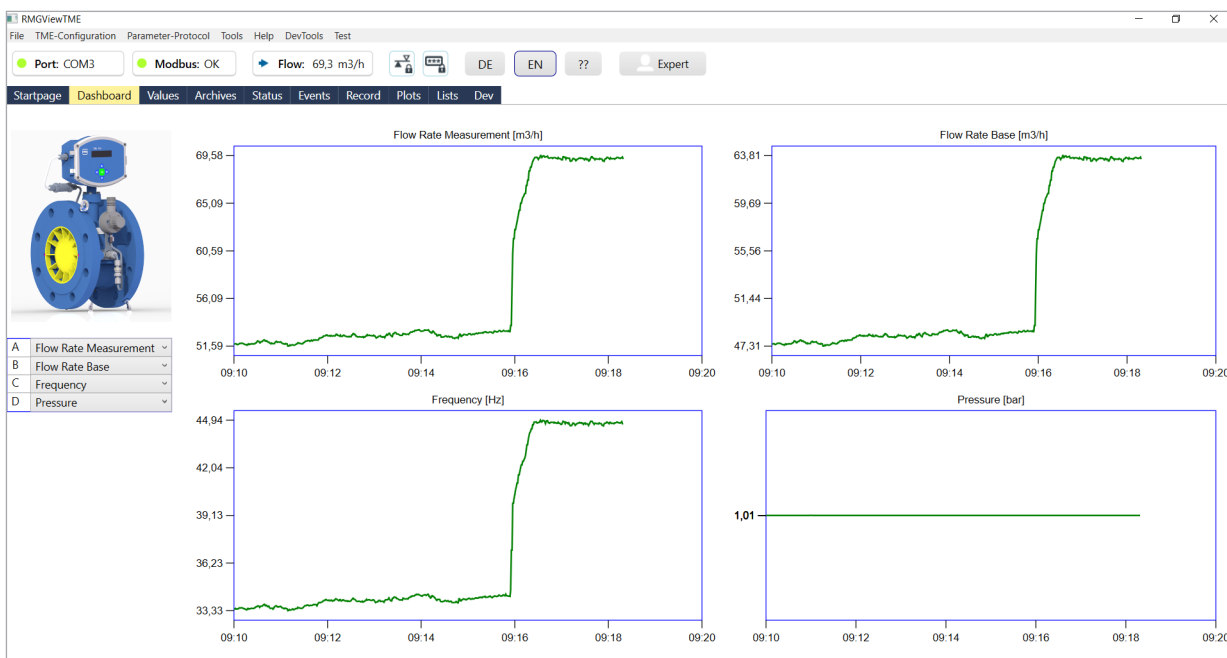 RMGViewTME
File TME-Configuration Parameter-Protocol Tools Help DevTools Test
Port: COM3 Modbus: OK Flow: 69,3 m3/h DE EN ?? Expert
Startpage Dashboard Values Archives Status Events Record Plots Lists Dev
Flow Rate Measurement [m3/h]
69,58
65,09
60,59
56,09
51,59
09:10 09:12 09:14 09:16 09:18 09:20
Flow Rate Base [m3/h]
63,81
59,69
55,56
51,44
47,31
09:10 09:12 09:14 09:16 09:18 09:20
A Flow Rate Measurement
B Flow Rate Base
C Frequency
D Pressure
Frequency [Hz]
44,94
42,04
39,13
36,23
33,33
09:10 09:12 09:14 09:16 09:18 09:20
Pressure [bar]
1,01
09:10 09:12 09:14 09:16 09:18 09:20